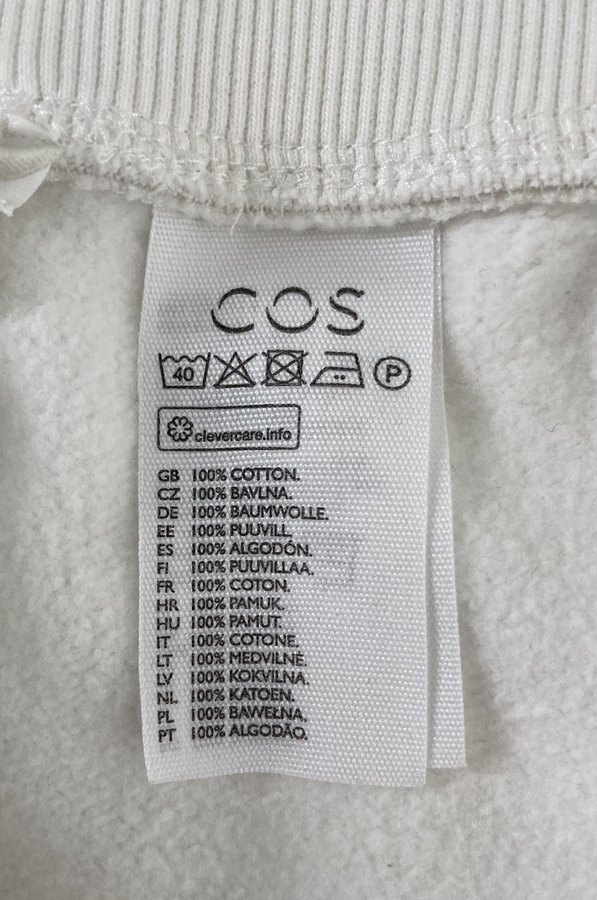 COS
40 P
clevercare.info
GB 100% COTTON.
CZ 100% BAVLNA.
DE 100% BAUMWOLLE.
EE 100% PUUVILL.
ES 100% ALGODÓN.
FI 100% PUUVILLAA.
FR 100% COTON.
HR 100% PAMUK.
HU 100% PAMUT.
IT 100% COTONE.
LT 100% MEDVILNĖ.
LV 100% KOKVILNA.
NL 100% KATOEN.
PL 100% BAWEŁNA.
PT 100% ALGODÃO.